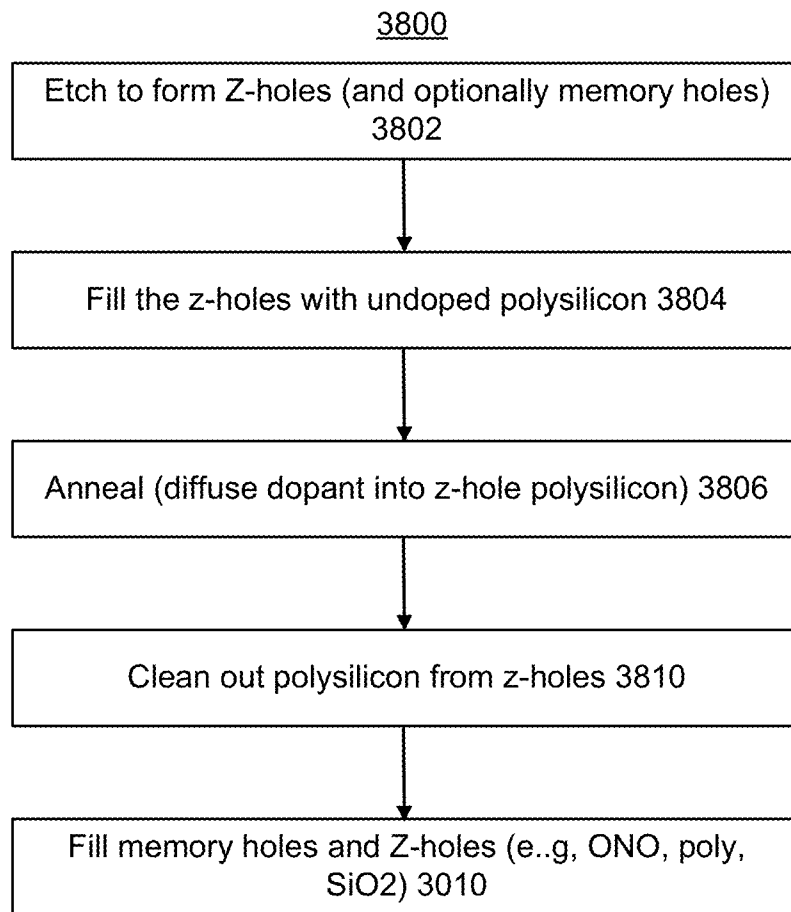 3800
Etch to form Z-holes (and optionally memory holes)
3802
Fill the z-holes with undoped polysilicon 3804
Anneal (diffuse dopant into z-hole polysilicon) 3806
Clean out polysilicon from z-holes 3810
Fill memory holes and Z-holes (e..g, ONO, poly,
SiO2) 3010